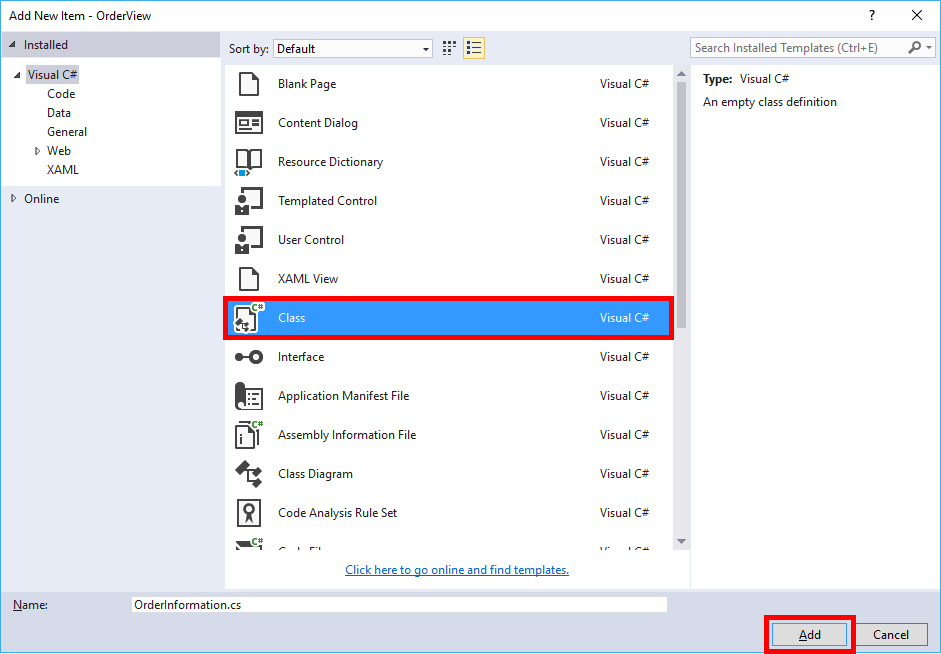 Add New Item - OrderView
?
Installed
Sort by: Default
Search Installed Templates (Ctrl+E)
Visual C#
Code
Data
General
Web
XAML
Online
Blank Page Visual C#
Content Dialog Visual C#
Resource Dictionary Visual C#
Templated Control Visual C#
User Control Visual C#
XAML View Visual C#
C# Class Visual C#
Interface Visual C#
Application Manifest File Visual C#
C# Assembly Information File Visual C#
Class Diagram Visual C#
Code Analysis Rule Set Visual C#
C#
Click here to go online and find templates.
Type: Visual C#
An empty class definition
Name: OrderInformation.cs
Add Cancel